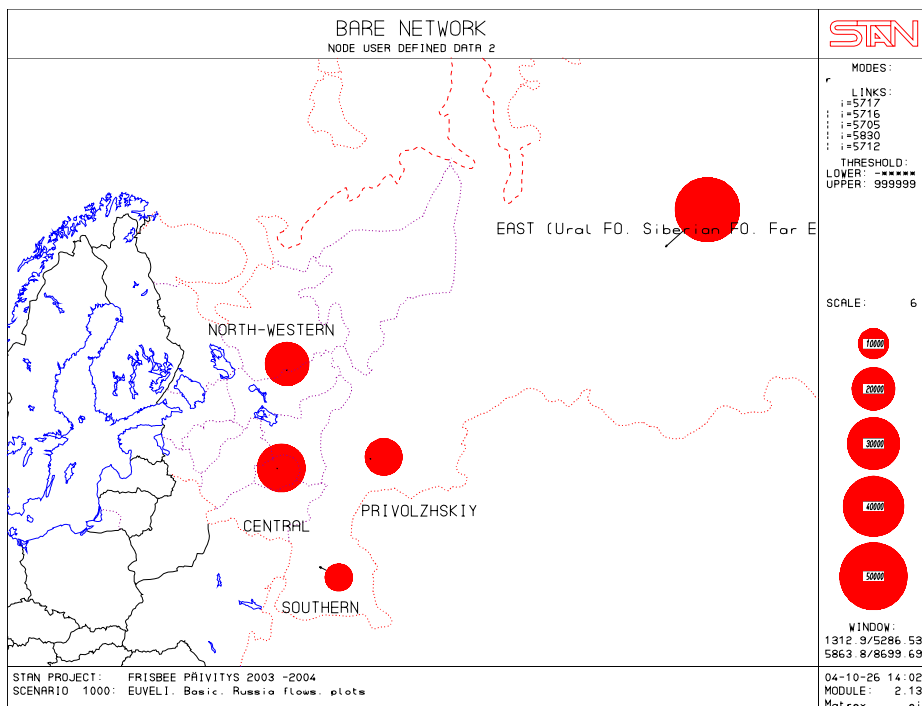 BARE NETWORK
NODE USER DEFINED DATA 2
STAN
MODES:
r
LINKS:
i=5717
¦ i=5716
¦ i=5705
¦ i=5830
¦ i=5712
THRESHOLD:
LOWER: -*****
UPPER: 999999
EAST (Ural FO. Siberian FO. Far E
SCALE: 6
NORTH-WESTERN
10000
20000
30000
40000
50000
CENTRAL
PRIVOLZHSKIY
SOUTHERN
WINDOW:
1312.9/5286.53
5863.8/8699.69
STAN PROJECT: FRISBEE PÄIVITYS 2003 -2004
SCENARIO 1000: EUVELI. Basic. Russia flows. plots
04-10-26 14:02
MODULE: 2.13